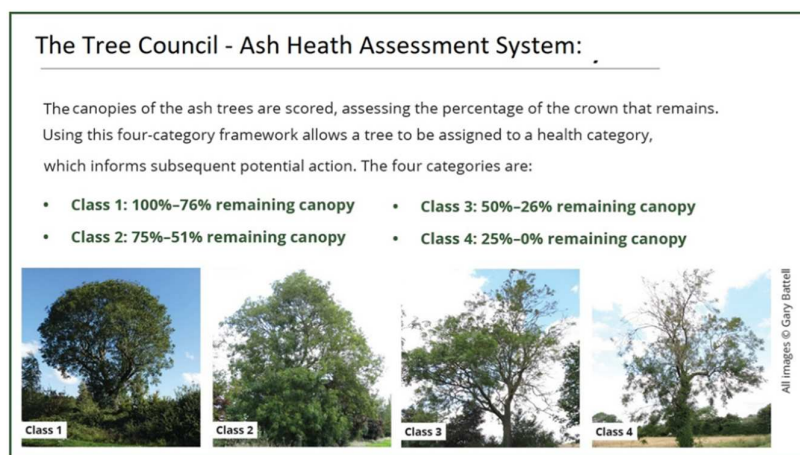 The Tree Council - Ash Heath Assessment System:
The canopies of the ash trees are scored, assessing the percentage of the crown that remains.
Using this four-category framework allows a tree to be assigned to a health category,
which informs subsequent potential action. The four categories are:
• Class 1: 100%–76% remaining canopy
• Class 2: 75%–51% remaining canopy
• Class 3: 50%–26% remaining canopy
• Class 4: 25%–0% remaining canopy
Class 1
Class 2
Class 3
Class 4
All images © Gary Battell